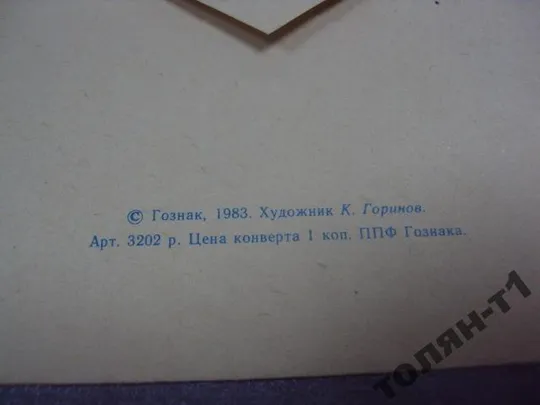 © Гознак, 1983. Художник К. Горинов.
Арт. 3202 р. Цена конверта 1 коп. ППФ Гознака.
толян-т1